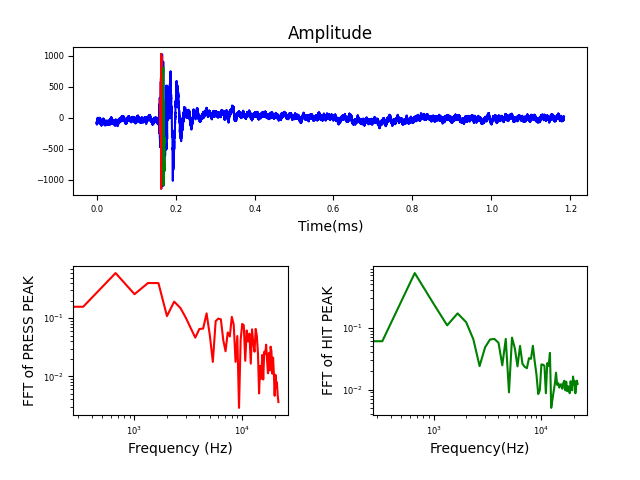 Amplitude
1000
500
0
−500
−1000
0.0 0.2 0.4 0.6 0.8 1.0 1.2
Time(ms)
FFT of PRESS PEAK
10⁻¹
10⁻²
10³ 10⁴
Frequency (Hz)
FFT of HIT PEAK
10⁻¹
10⁻²
10³ 10⁴
Frequency(Hz)